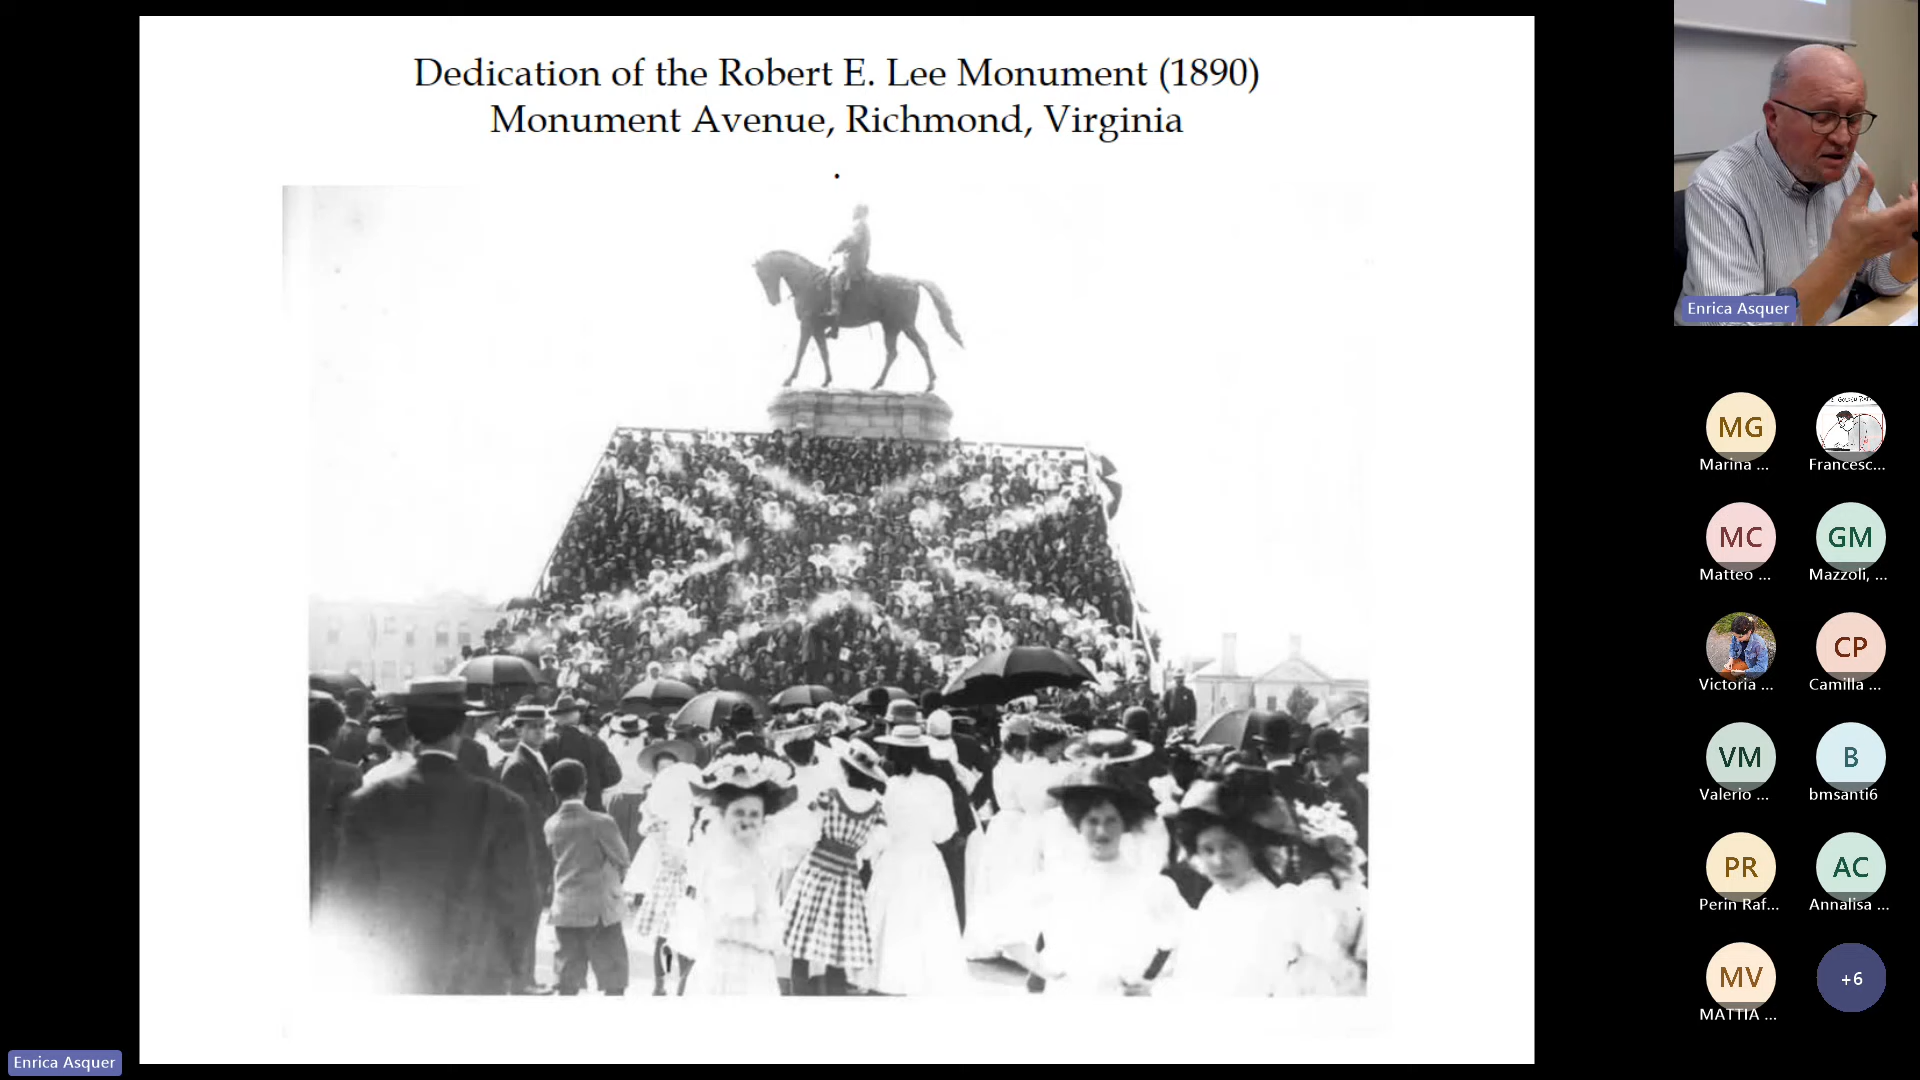 Dedication of the Robert E. Lee Monument (1890)
Monument Avenue, Richmond, Virginia
.
Enrica Asquer
MG
Marina ...
Francesc...
MC
Matteo ...
GM
Mazzoli, ...
Victoria ...
CP
Camilla ...
VM
Valerio ...
B
bmsanti6
PR
Perin Raf...
AC
Annalisa ...
MV
MATTIA ...
+6
Enrica Asquer